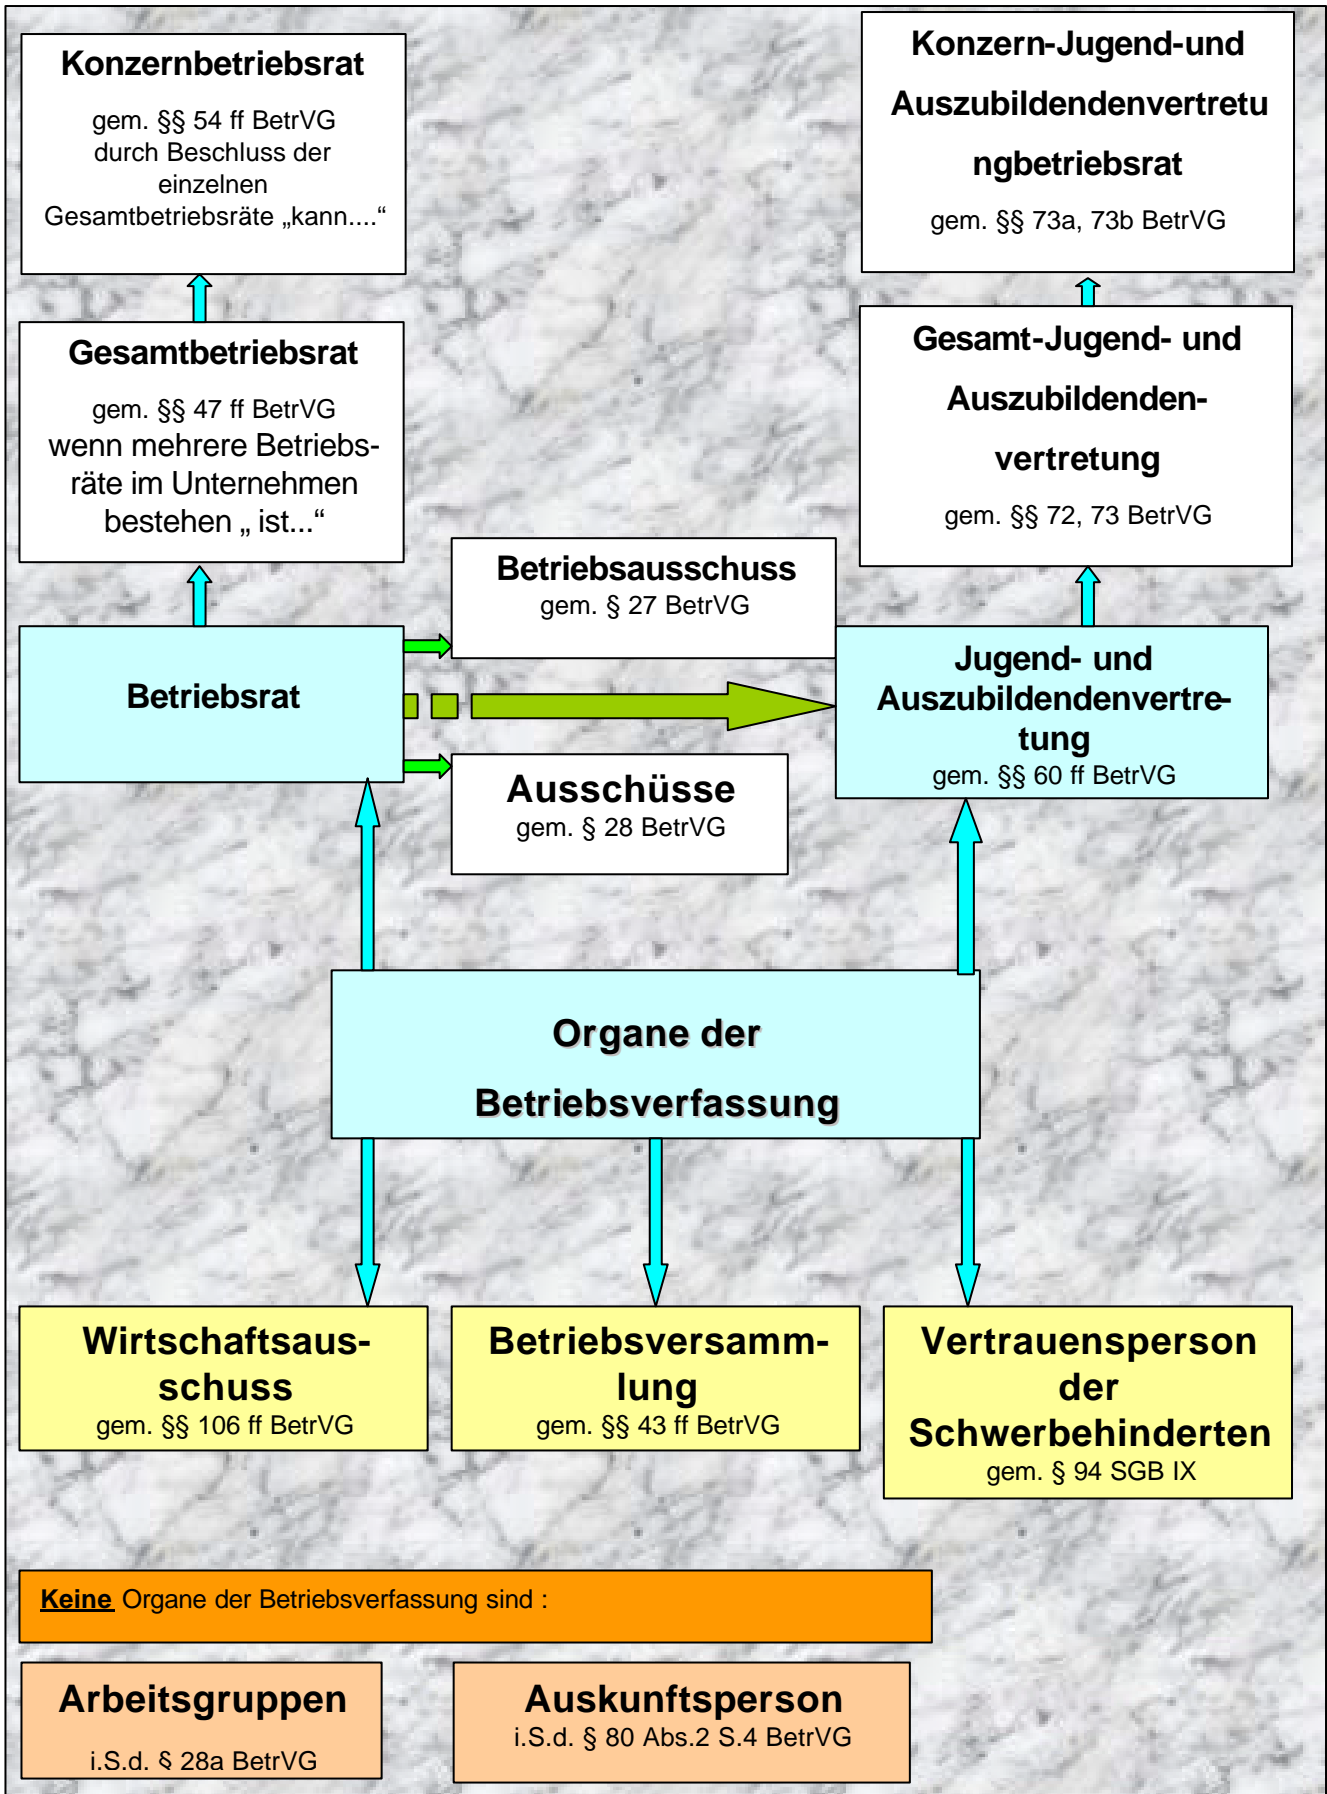 Konzernbetriebsrat
gem. §§ 54 ff BetrVG
durch Beschluss der
einzelnen
Gesamtbetriebsräte „kann....“
Konzern-Jugend-und
Auszubildendenvertretu
ngbetriebsrat
gem. §§ 73a, 73b BetrVG
Gesamtbetriebsrat
gem. §§ 47 ff BetrVG
wenn mehrere Betriebs-
räte im Unternehmen
bestehen „ ist...“
Gesamt-Jugend- und
Auszubildenden-
vertretung
gem. §§ 72, 73 BetrVG
Betriebsausschuss
gem. § 27 BetrVG
Betriebsrat
Jugend- und
Auszubildendenvertre-
tung
gem. §§ 60 ff BetrVG
Ausschüsse
gem. § 28 BetrVG
Organe der
Betriebsverfassung
Wirtschaftsaus-
schuss
gem. §§ 106 ff BetrVG
Betriebsversamm-
lung
gem. §§ 43 ff BetrVG
Vertrauensperson
der
Schwerbehinderten
gem. § 94 SGB IX
Keine Organe der Betriebsverfassung sind :
Arbeitsgruppen
i.S.d. § 28a BetrVG
Auskunftsperson
i.S.d. § 80 Abs.2 S.4 BetrVG